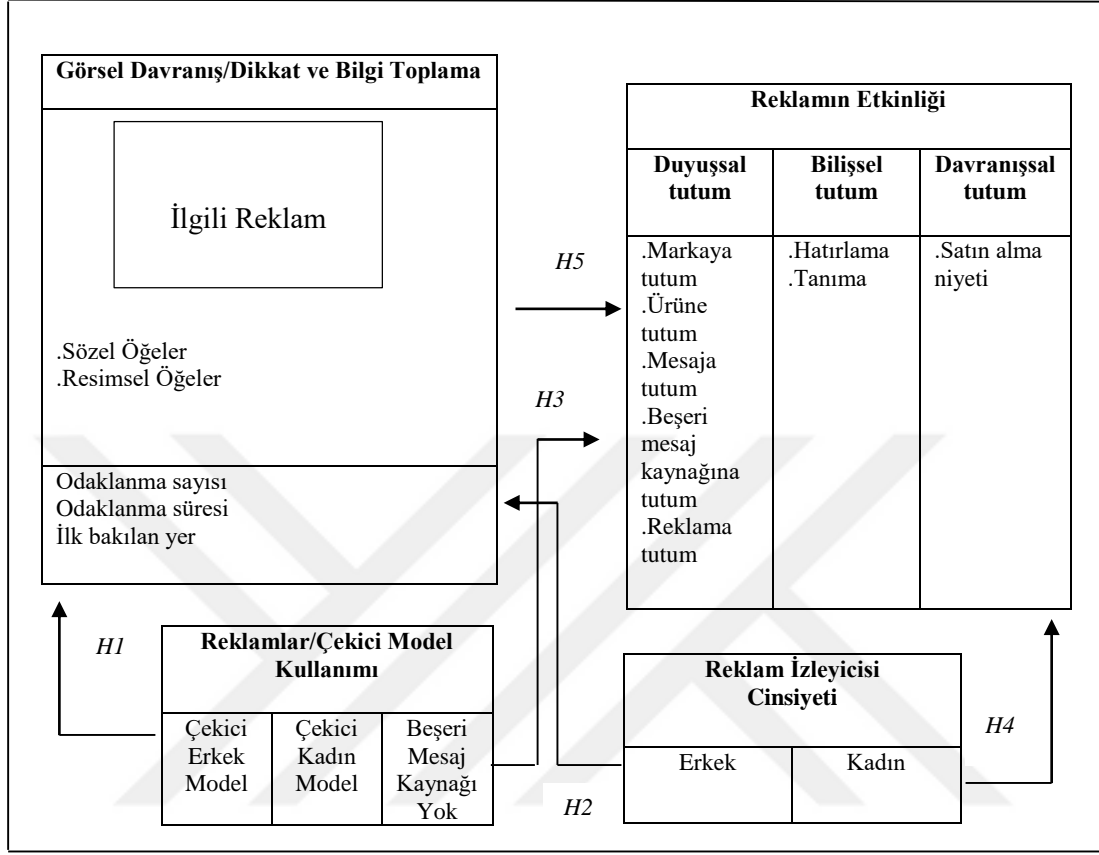 Görsel Davranış/Dikkat ve Bilgi Toplama
İlgili Reklam
.Sözel Öğeler
.Resimsel Öğeler
Odaklanma sayısı
Odaklanma süresi
İlk bakılan yer
H5
H3
Reklamın Etkinliği
Duyuşsal
tutum
Bilişsel
tutum
Davranışsal
tutum
.Markaya
tutum
.Ürüne
tutum
.Mesaja
tutum
.Beşeri
mesaj
kaynağına
tutum
.Reklama
tutum
.Hatırlama
.Tanıma
.Satın alma
niyeti
H1
Reklamlar/Çekici Model
Kullanımı
Çekici
Erkek
Model
Çekici
Kadın
Model
Beşeri
Mesaj
Kaynağı
Yok
H2
Reklam İzleyicisi
Cinsiyeti
Erkek
Kadın
H4